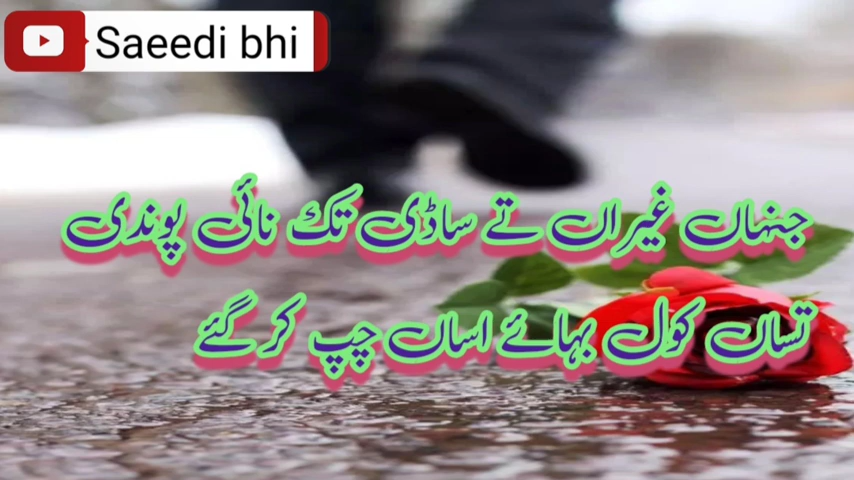 Saeedi bhi
جنہاں غیراں تے ساڈی تک نائی پوندی
تساں کول بہائے اساں چپ کر گئے